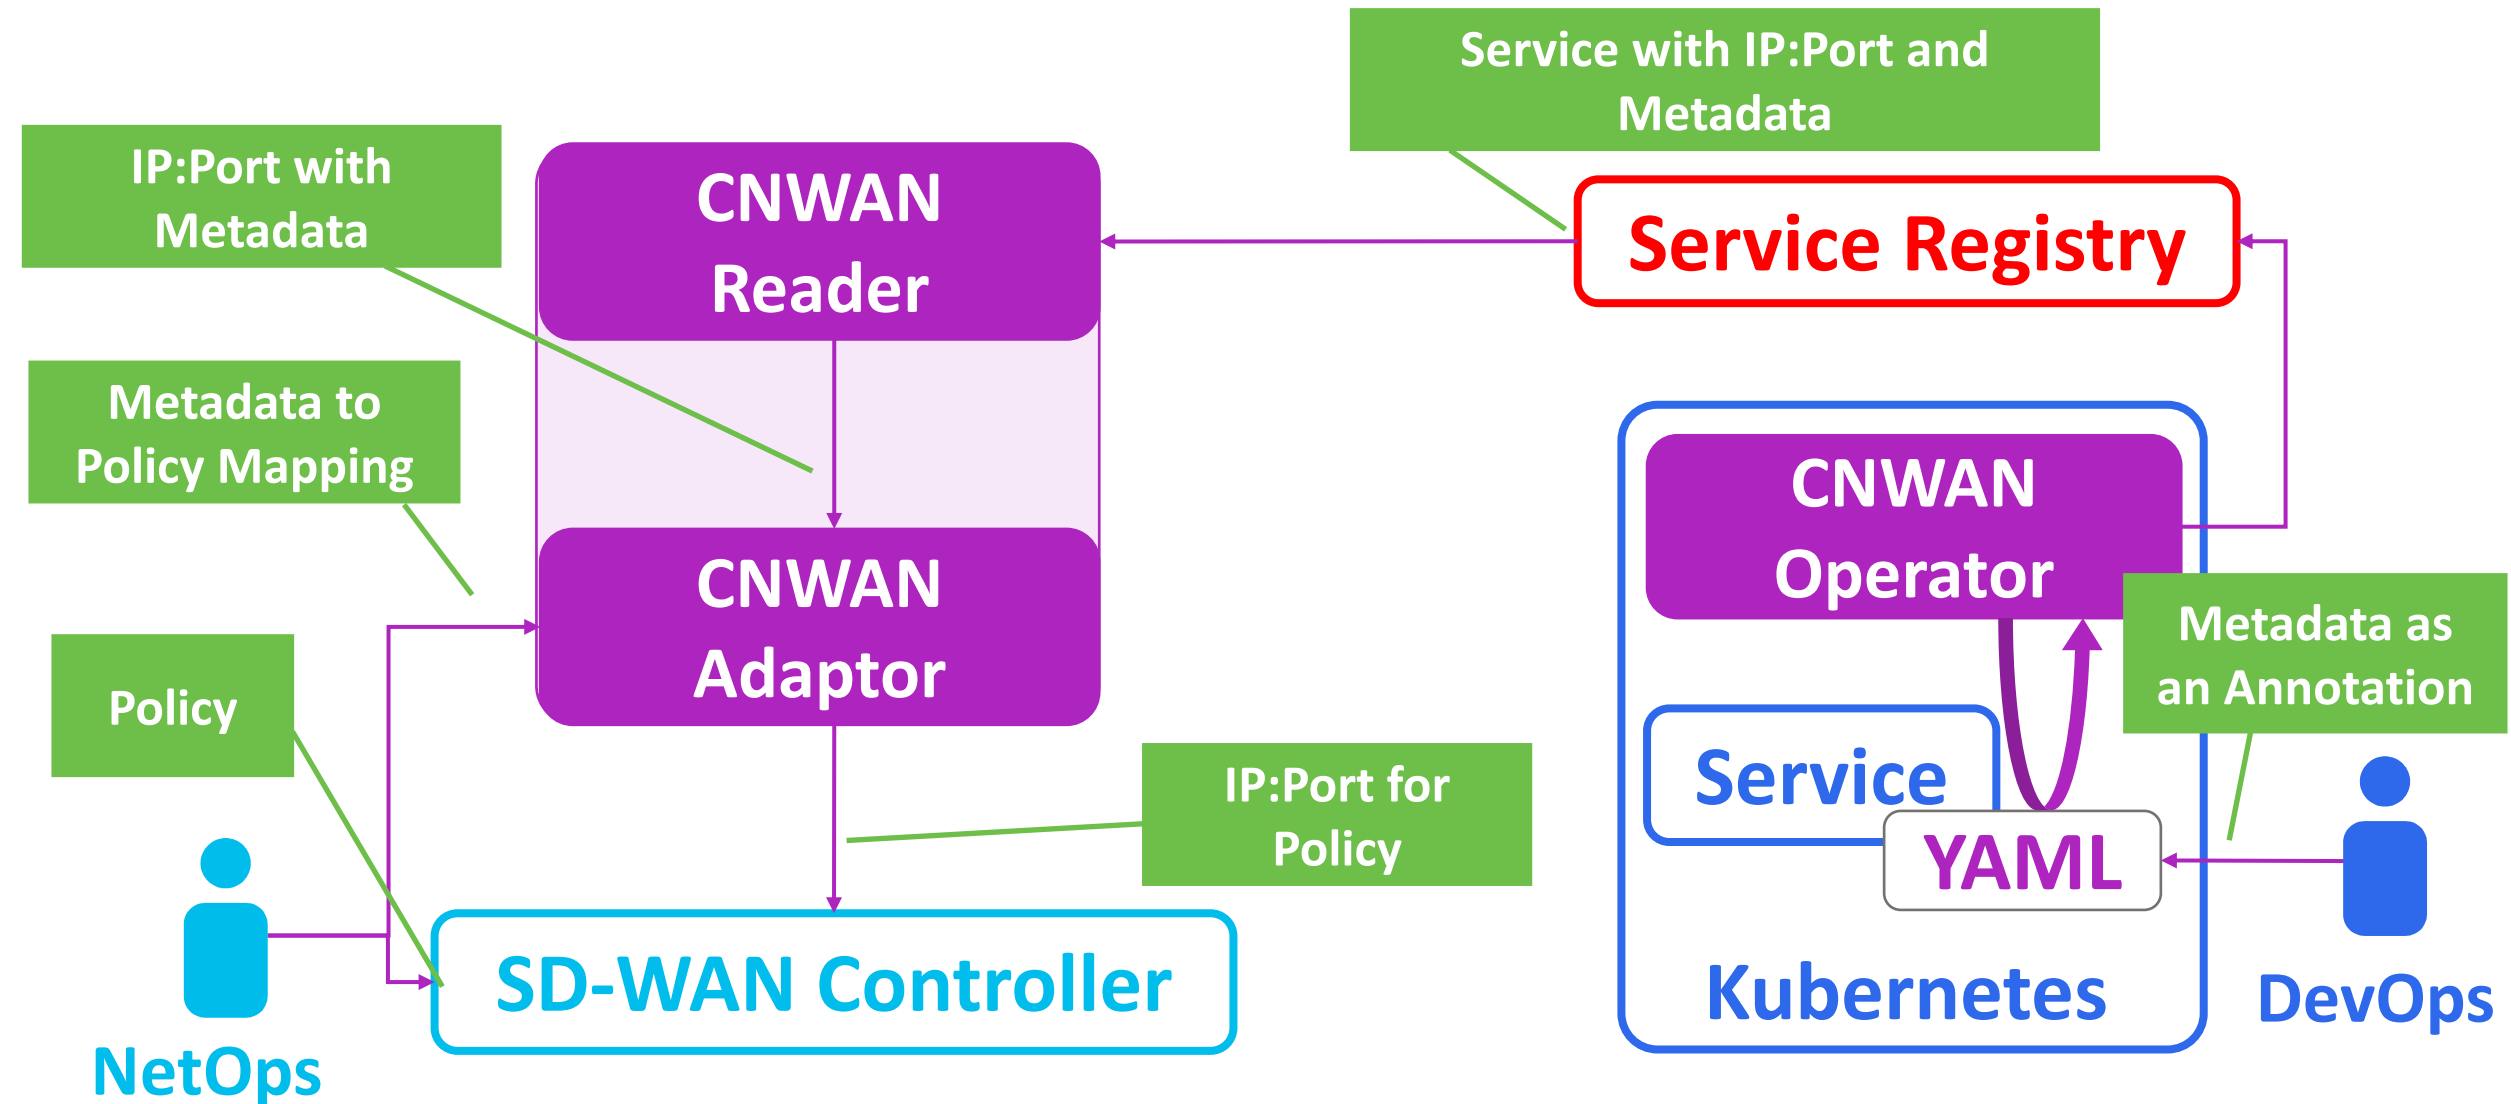 Service with IP:Port and
Metadata
IP:Port with
Metadata
CNWAN
Reader
Service Registry
Metadata to
Policy Mapping
CNWAN
Operator
CNWAN
Adaptor
Metadata as
an Annotation
Policy
IP:Port for
Policy
Service
YAML
SD-WAN Controller
Kubernetes
DevOps
NetOps